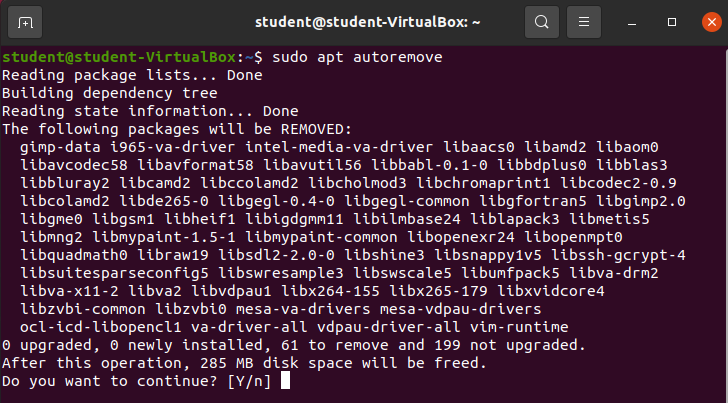 student@student-VirtualBox: ~
student@student-VirtualBox:~$ sudo apt autoremove
Reading package lists... Done
Building dependency tree
Reading state information... Done
The following packages will be REMOVED:
  gimp-data i965-va-driver intel-media-va-driver libaacs0 libamd2 libaom0
  libavcodec58 libavformat58 libavutil56 libbabl-0.1-0 libbdplus0 libblas3
  libbluray2 libcamd2 libccolamd2 libcholmod3 libchromaprint1 libcodec2-0.9
  libcolamd2 libde265-0 libgegl-0.4-0 libgegl-common libgfortran5 libgimp2.0
  libgme0 libgsm1 libheif1 libigdgmm11 libilmbase24 liblapack3 libmetis5
  libmng2 libmypaint-1.5-1 libmypaint-common libopenexr24 libopenmpt0
  libquadmath0 libraw19 libsdl2-2.0-0 libshine3 libsnappy1v5 libssh-gcrypt-4
  libsuitesparseconfig5 libswresample3 libswscale5 libumfpack5 libva-drm2
  libva-x11-2 libva2 libvdpau1 libx264-155 libx265-179 libxvidcore4
  libzvbi-common libzvbi0 mesa-va-drivers mesa-vdpau-drivers
  ocl-icd-libopencl1 va-driver-all vdpau-driver-all vim-runtime
0 upgraded, 0 newly installed, 61 to remove and 199 not upgraded.
After this operation, 285 MB disk space will be freed.
Do you want to continue? [Y/n]